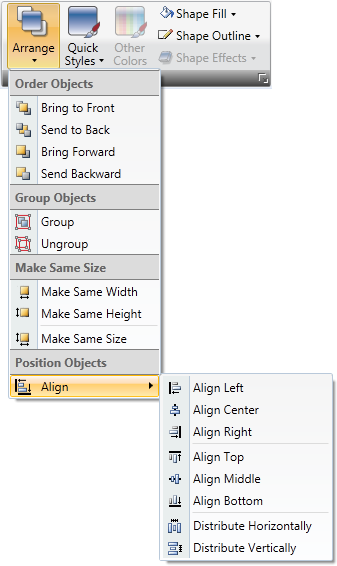 Arrange
Quick
Styles
Other
Colors
Shape Fill
Shape Outline
Shape Effects
Order Objects
Bring to Front
Send to Back
Bring Forward
Send Backward
Group Objects
Group
Ungroup
Make Same Size
Make Same Width
Make Same Height
Make Same Size
Position Objects
Align
Align Left
Align Center
Align Right
Align Top
Align Middle
Align Bottom
Distribute Horizontally
Distribute Vertically